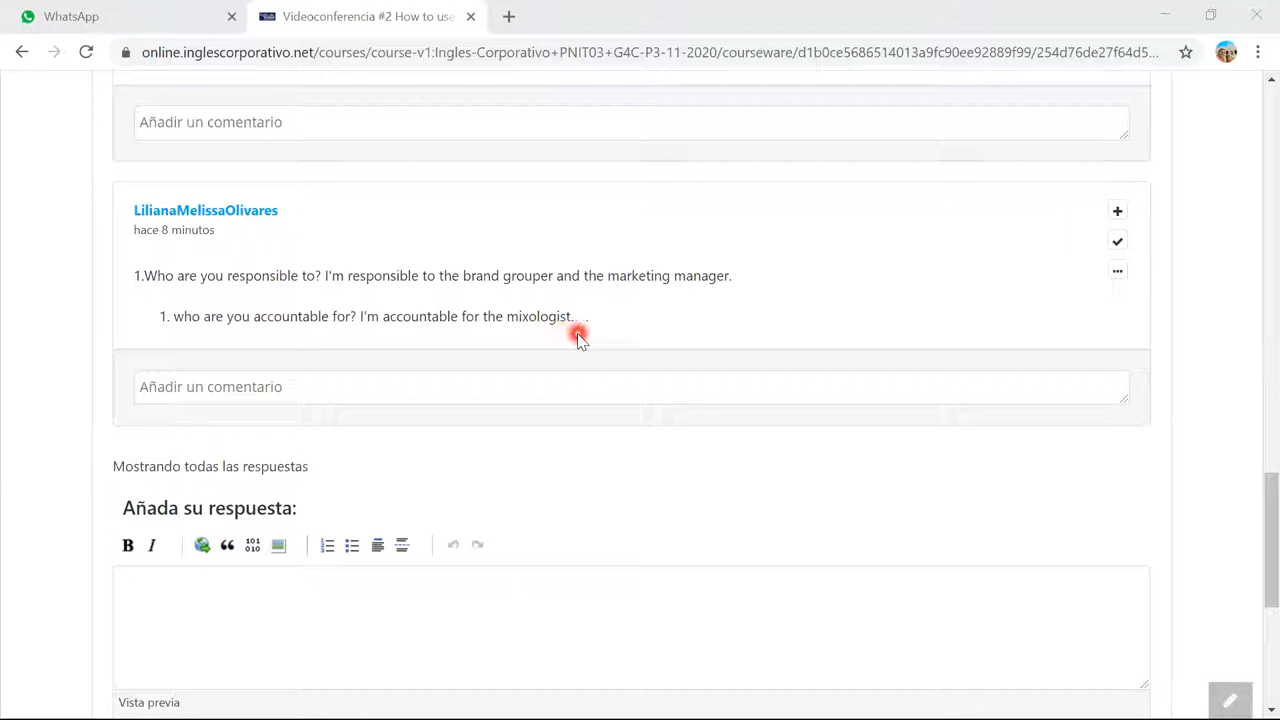 WhatsApp
Videoconferencia #2 How to use
online.inglescorporativo.net/courses/course-v1:Ingles-Corporativo+PNIT03+G4C-P3-11-2020/courseware/d1b0ce5686514013a9fc90ee92889f99/254d76de27f64d5...
Añadir un comentario
LilianaMelissaOlivares
hace 8 minutos
1.Who are you responsible to? I'm responsible to the brand grouper and the marketing manager.
1. who are you accountable for? I'm accountable for the mixologist. .
Añadir un comentario
Mostrando todas las respuestas
Añada su respuesta:
B I 101 010
Vista previa